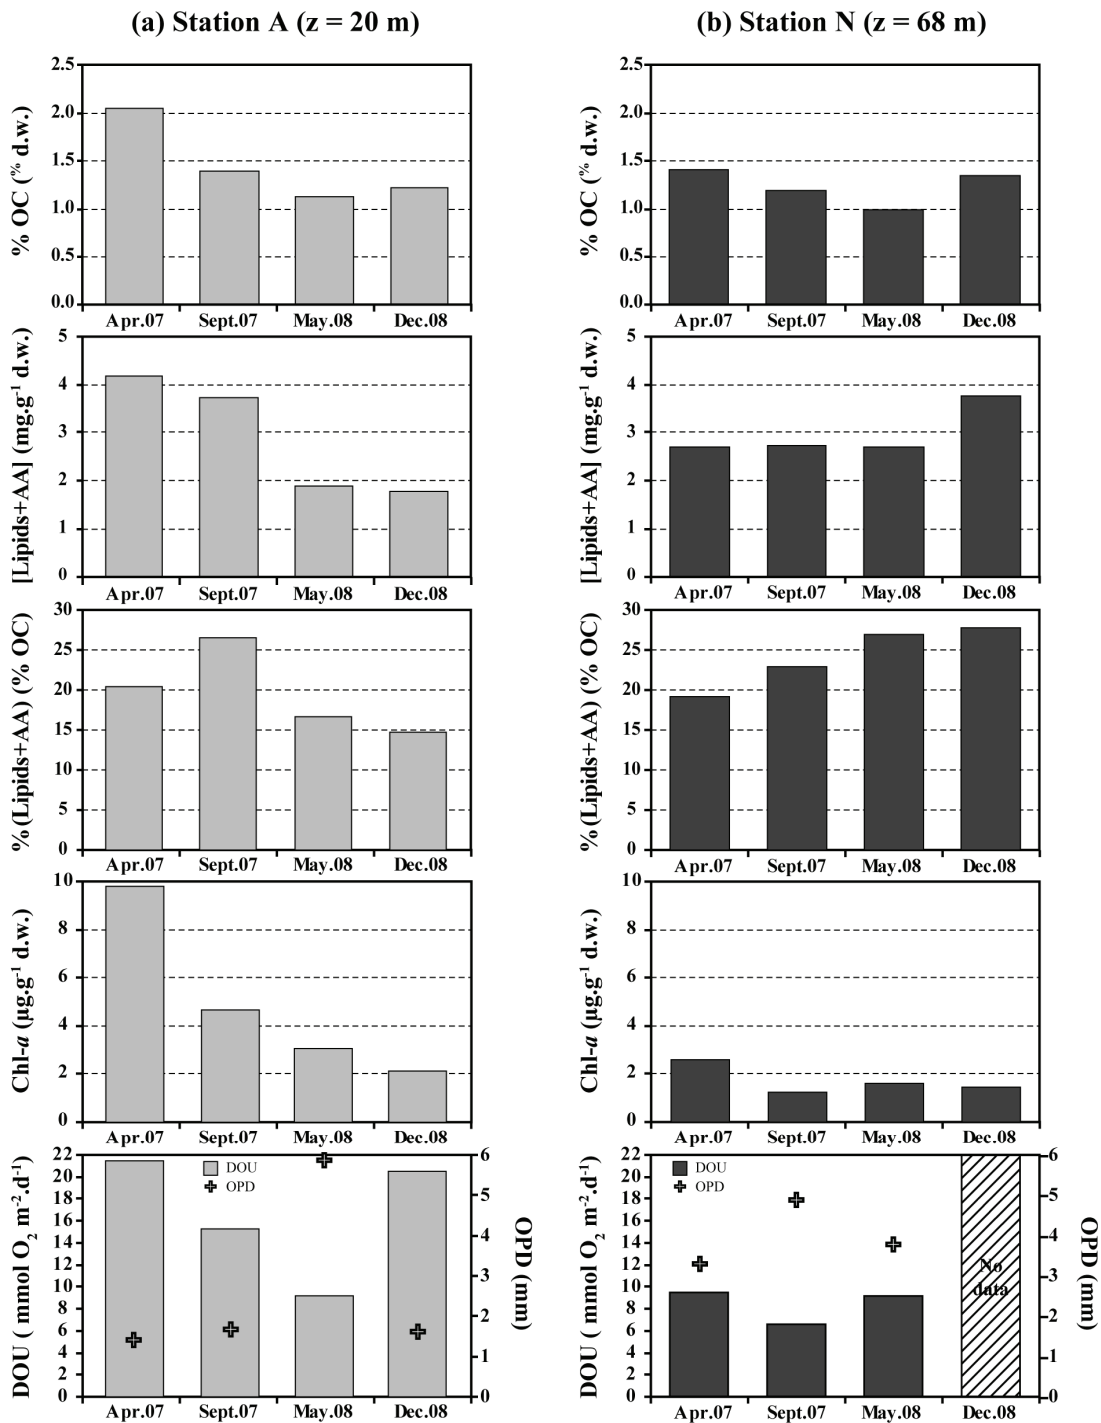 (a) Station A (z = 20 m)
(b) Station N (z = 68 m)
% OC (% d.w.)
2.5
2.0
1.5
1.0
0.5
0.0
Apr.07 Sept.07 May.08 Dec.08
% OC (% d.w.)
2.5
2.0
1.5
1.0
0.5
0.0
Apr.07 Sept.07 May.08 Dec.08
[Lipids+AA] (mg.g-1 d.w.)
5
4
3
2
1
0
Apr.07 Sept.07 May.08 Dec.08
[Lipids+AA] (mg.g-1 d.w.)
5
4
3
2
1
0
Apr.07 Sept.07 May.08 Dec.08
%(Lipids+AA) (% OC)
30
25
20
15
10
5
0
Apr.07 Sept.07 May.08 Dec.08
%(Lipids+AA) (% OC)
30
25
20
15
10
5
0
Apr.07 Sept.07 May.08 Dec.08
Chl-a (µg.g-1 d.w.)
10
8
6
4
2
0
Apr.07 Sept.07 May.08 Dec.08
Chl-a (µg.g-1 d.w.)
10
8
6
4
2
0
Apr.07 Sept.07 May.08 Dec.08
DOU ( mmol O2 m-2.d-1)
22
20
18
16
14
12
10
8
6
4
2
0
DOU
OPD
6
5
4
3
2
1
0
OPD (mm)
Apr.07 Sept.07 May.08 Dec.08
DOU ( mmol O2 m-2.d-1)
22
20
18
16
14
12
10
8
6
4
2
0
DOU
OPD
No
data
6
5
4
3
2
1
0
OPD (mm)
Apr.07 Sept.07 May.08 Dec.08